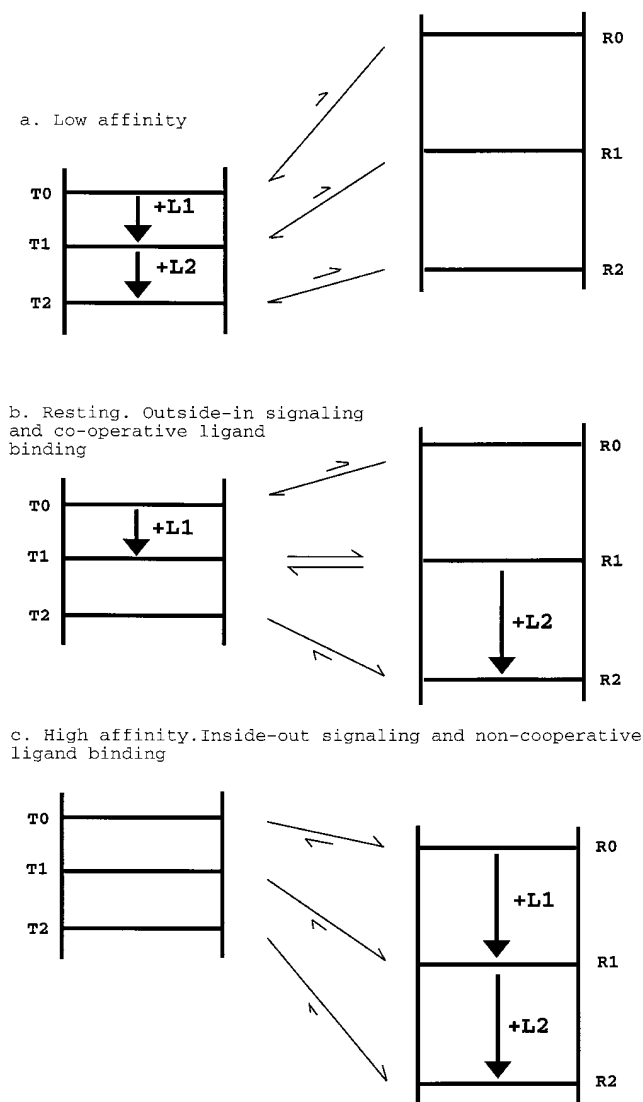 R0
a. Low affinity
R1
T0
+L1
T1
+L2
R2
T2
b. Resting. Outside-in signaling
and co-operative ligand
binding
R0
T0
+L1
T1
R1
+L2
T2
R2
c. High affinity.Inside-out signaling and non-cooperative
ligand binding
T0
R0
T1
+L1
T2
R1
+L2
R2